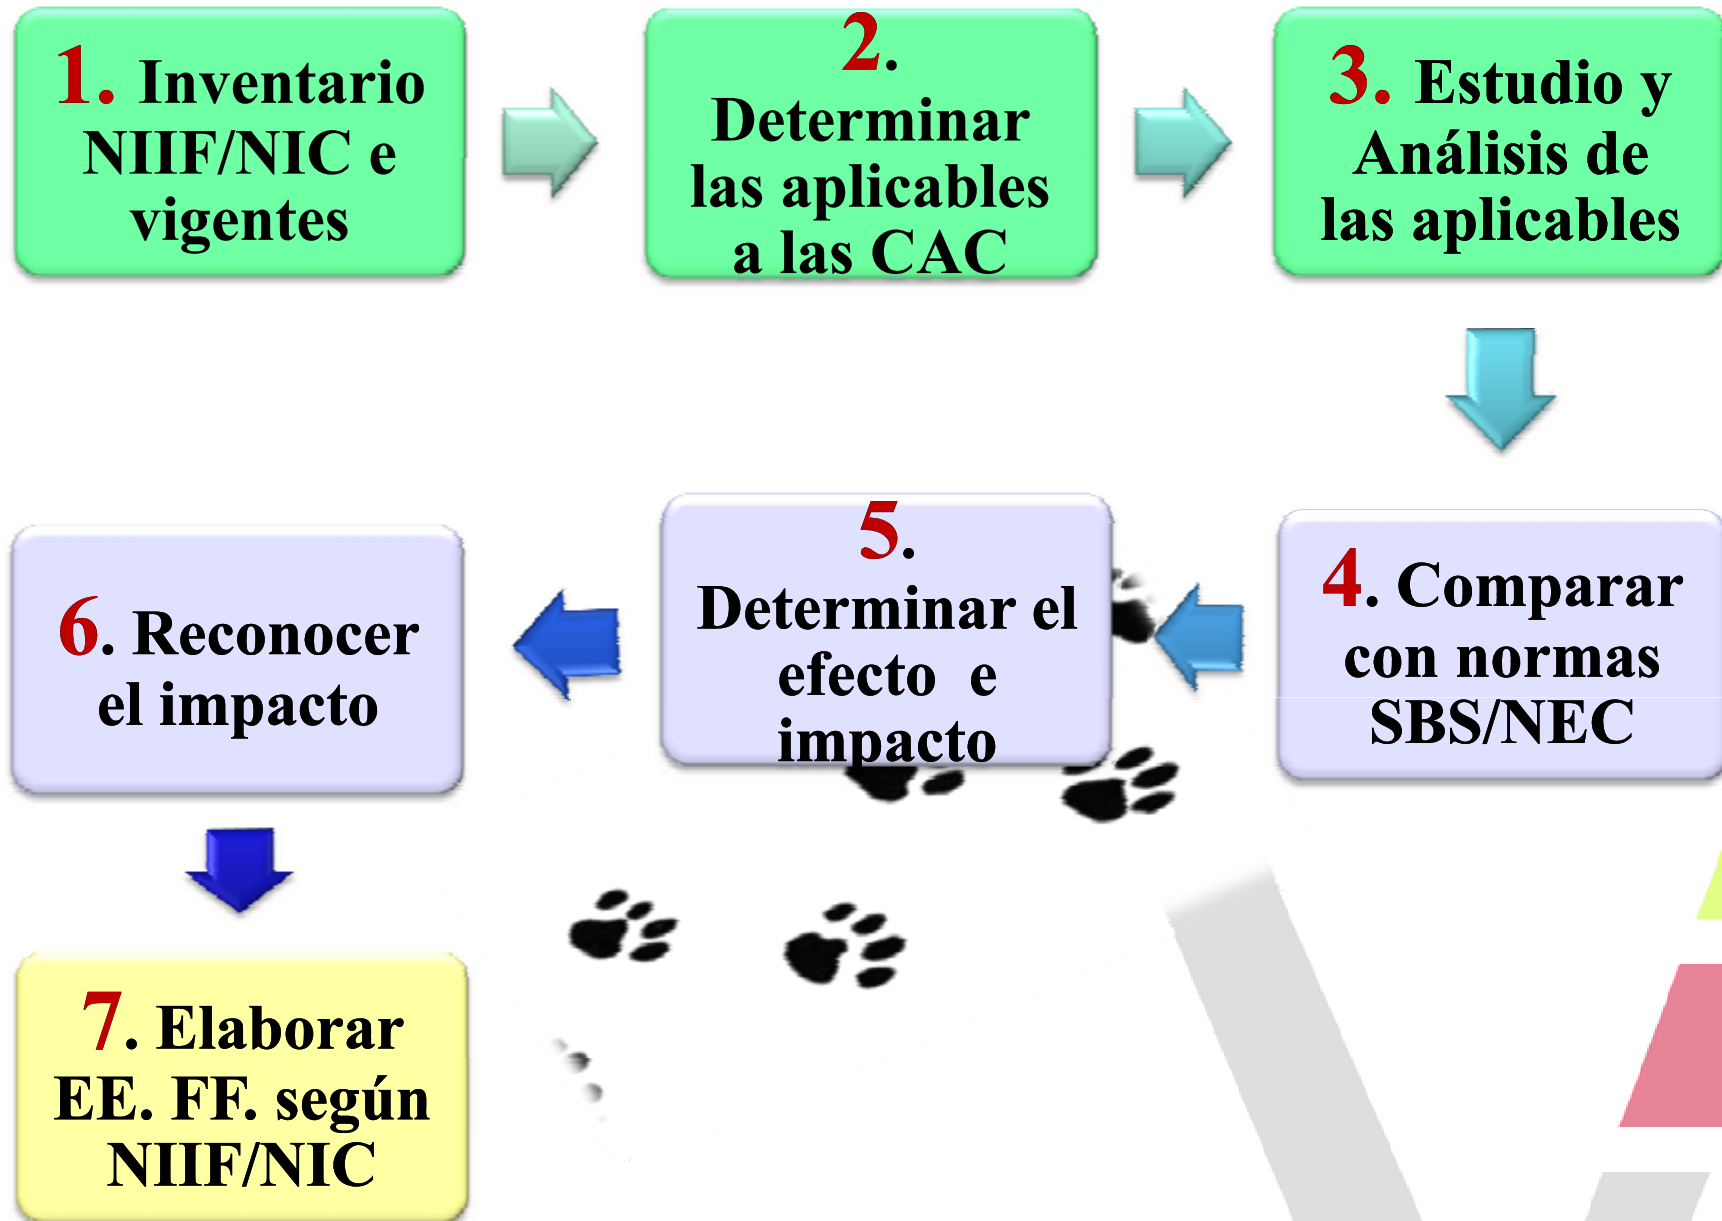 1. Inventario
NIIF/NIC e
vigentes
2.
Determinar
las aplicables
a las CAC
3. Estudio y
Análisis de
las aplicables
4. Comparar
con normas
SBS/NEC
5.
Determinar el
efecto e
impacto
6. Reconocer
el impacto
7. Elaborar
EE. FF. según
NIIF/NIC